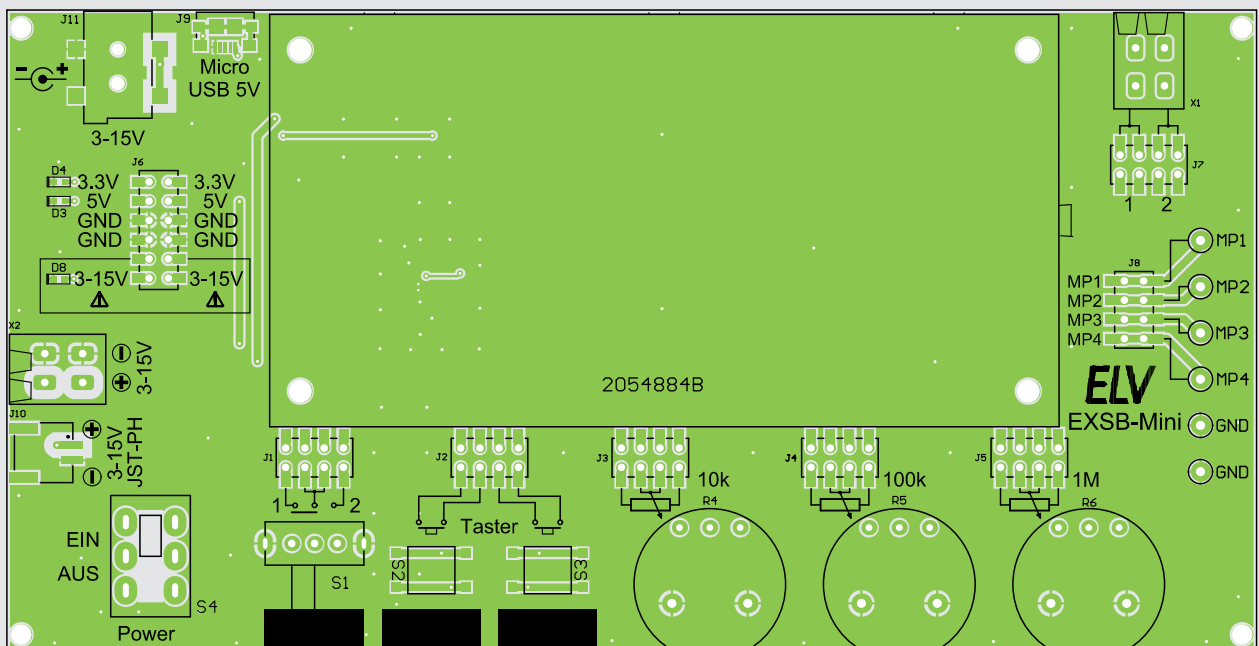 J11
J9
- +
Micro
USB 5V
3-15V
X1
J7
1 2
J6
D4 3.3V 3.3V
D3 5V 5V
GND GND
GND GND
D8 3-15V 3-15V
X2
- 3-15V
+
J10
+ 3-15V
- JST-PH
MP1
MP2
MP3
MP4
J8
MP1
MP2
MP3
MP4
GND
GND
2054884B
ELV
EXSB-Mini
J1
1 2
J2
Taster
J3
10k
J4
100k
J5
1M
R4
R5
R6
EIN
AUS
S4
Power
S1
S2
S3